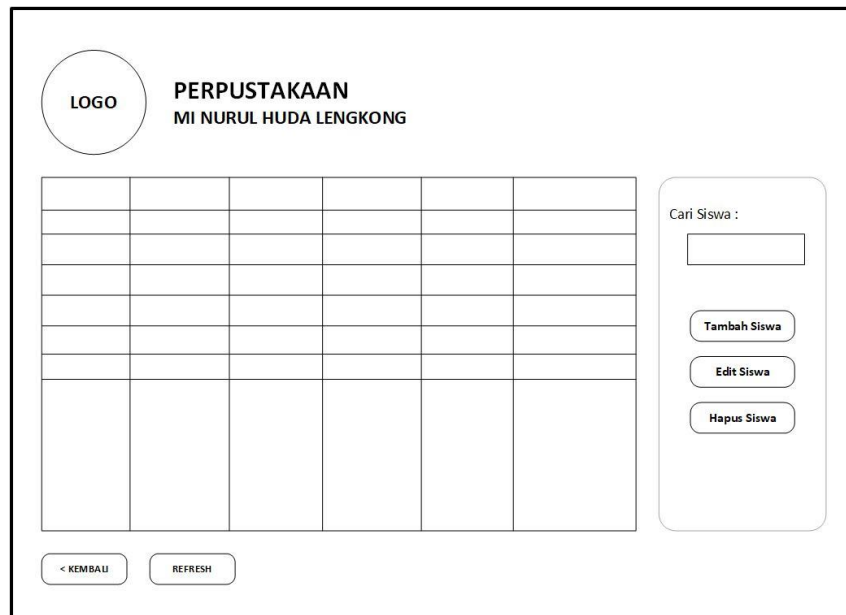 LOGO
PERPUSTAKAAN
MI NURUL HUDA LENGKONG
Cari Siswa :
Tambah Siswa
Edit Siswa
Hapus Siswa
< KEMBALI
REFRESH